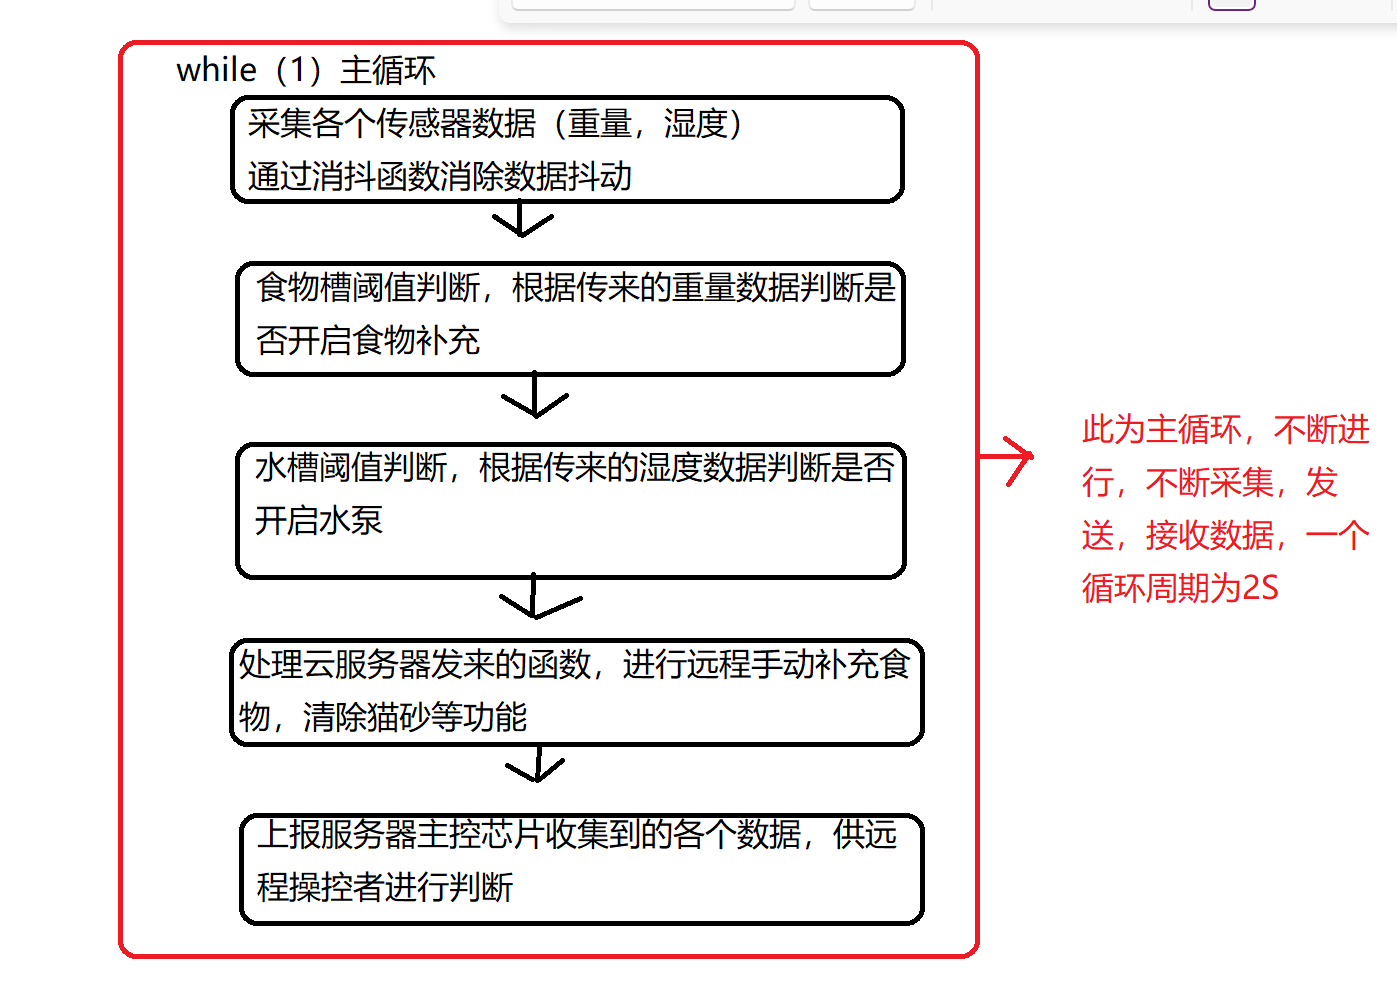 while（1）主循环
采集各个传感器数据（重量，湿度）
通过消抖函数消除数据抖动
食物槽阈值判断，根据传来的重量数据判断是
否开启食物补充
水槽阈值判断，根据传来的湿度数据判断是否
开启水泵
处理云服务器发来的函数，进行远程手动补充食
物，清除猫砂等功能
上报服务器主控芯片收集到的各个数据，供远
程操控者进行判断
此为主循环，不断进
行，不断采集，发
送，接收数据，一个
循环周期为2S